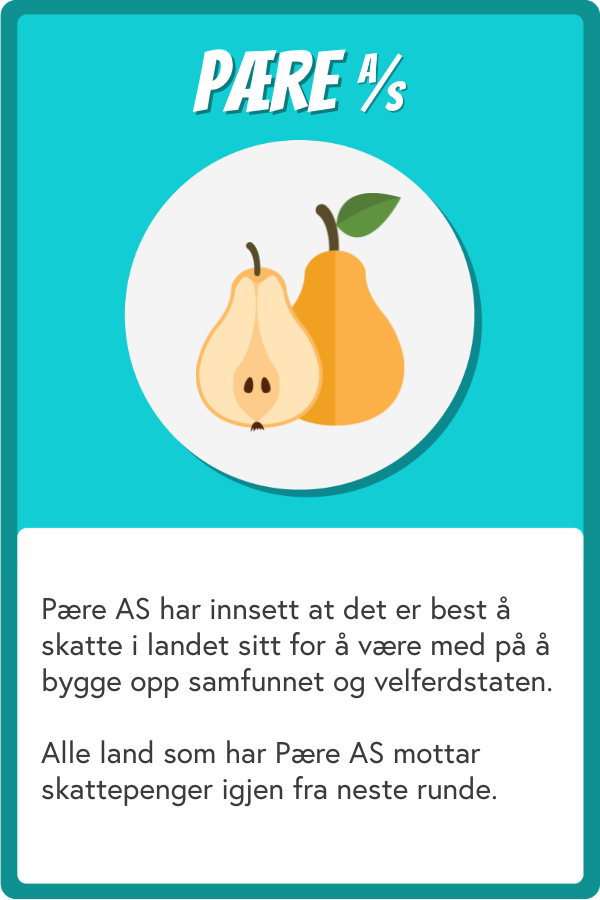 PÆRE A/S
Pære AS har innsett at det er best å
skatte i landet sitt for å være med på å
bygge opp samfunnet og velferdstaten.
Alle land som har Pære AS mottar
skattepenger igjen fra neste runde.